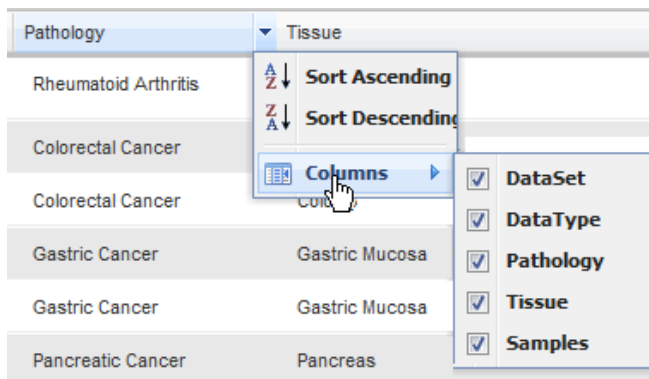 Pathology Tissue
Rheumatoid Arthritis
Sort Ascending
Sort Descending
Colorectal Cancer
Columns
DataSet
Colorectal Cancer
DataType
Gastric Cancer Gastric Mucosa
Pathology
Gastric Cancer Gastric Mucosa
Tissue
Samples
Pancreatic Cancer Pancreas